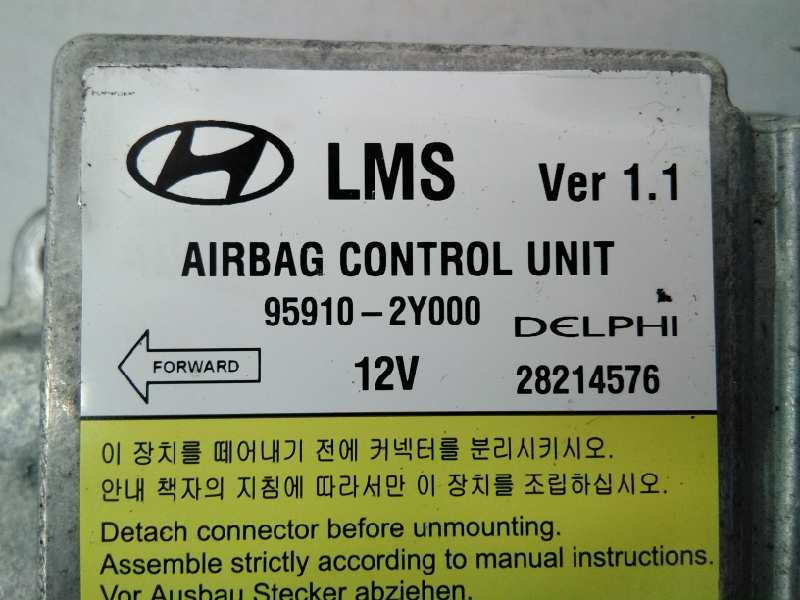 LMS Ver 1.1
AIRBAG CONTROL UNIT
95910-2Y000 DELPHI
FORWARD 12V 28214576
이 장치를 떼어내기 전에 커넥터를 분리시키시오.
안내 책자의 지침에 따라서만 이 장치를 조립하십시오.
Detach connector before unmounting.
Assemble strictly according to manual instructions.
Vor Ausbau Stecker abziehen.